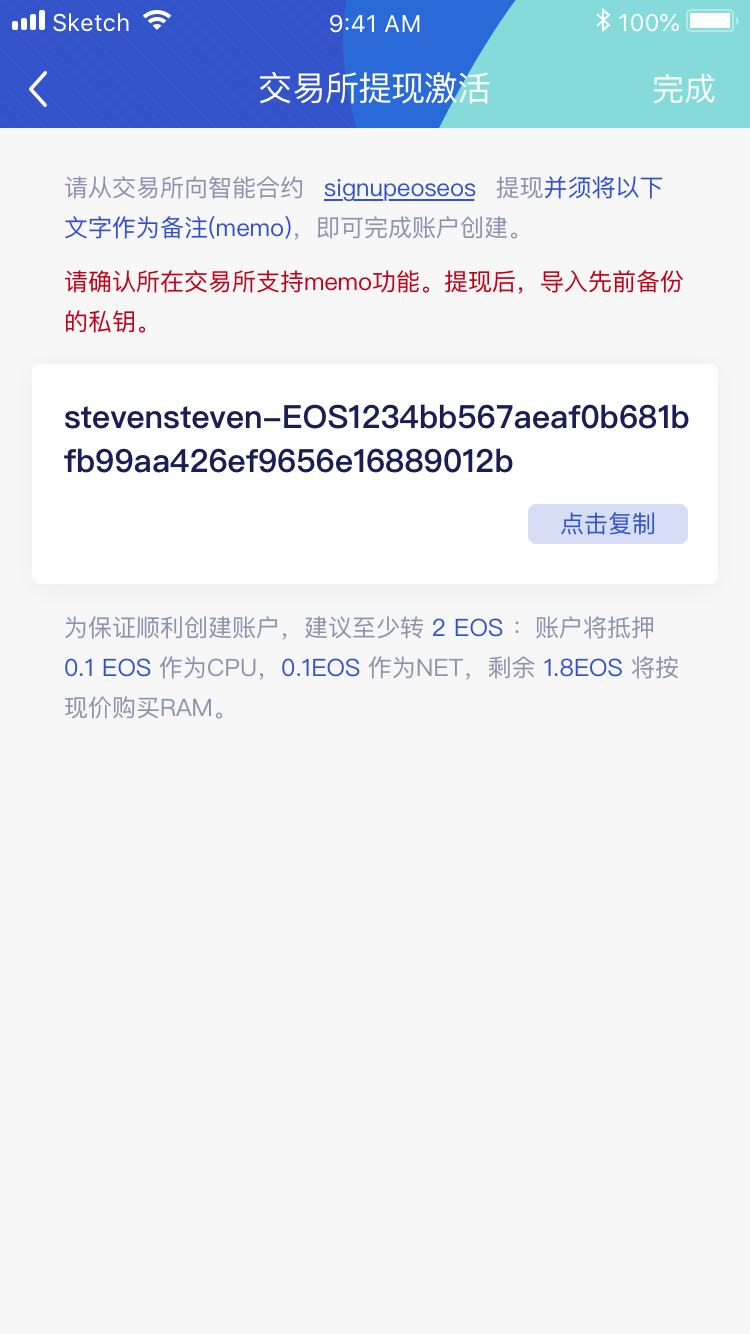 Sketch 9:41 AM 100%
交易所提现激活 完成
请从交易所向智能合约 signupeoseos 提现并须将以下
文字作为备注(memo)，即可完成账户创建。
请确认所在交易所支持memo功能。提现后，导入先前备份
的私钥。
stevensteven–EOS1234bb567aeaf0b681b
fb99aa426ef9656e16889012b
点击复制
为保证顺利创建账户，建议至少转 2 EOS ：账户将抵押
0.1 EOS 作为CPU，0.1EOS 作为NET，剩余 1.8EOS 将按
现价购买RAM。